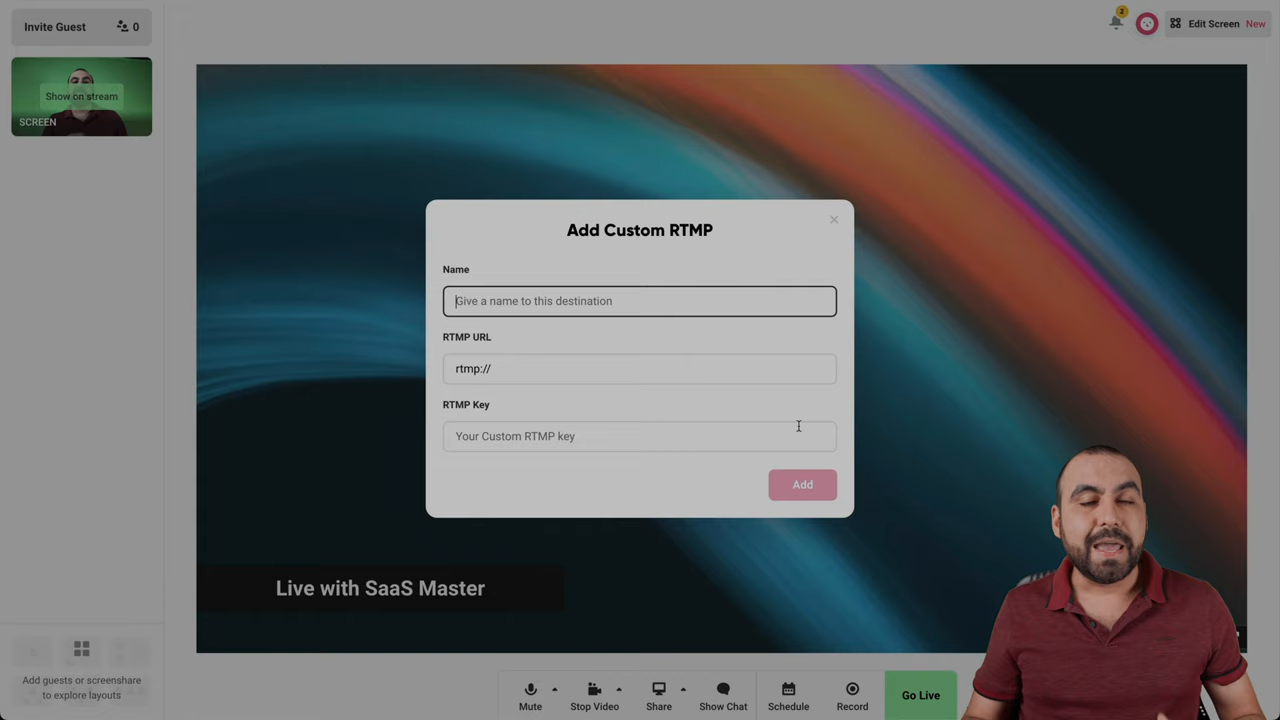 Invite Guest
0
2
Edit Screen New
Show on stream
SCREEN
Add Custom RTMP
×
Name
Give a name to this destination
RTMP URL
rtmp://
RTMP Key
Your Custom RTMP key
Add
Live with SaaS Master
Add guests or screenshare
to explore layouts
Mute
Stop Video
Share
Show Chat
Schedule
Record
Go Live